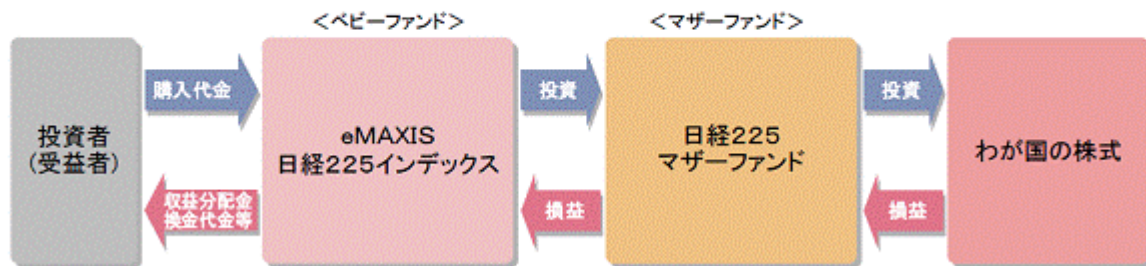 ＜ベビーファンド＞
＜マザーファンド＞
投資者
(受益者)
購入代金
収益分配金
換金代金等
eMAXIS
日経225インデックス
投資
損益
日経225
マザーファンド
投資
損益
わが国の株式